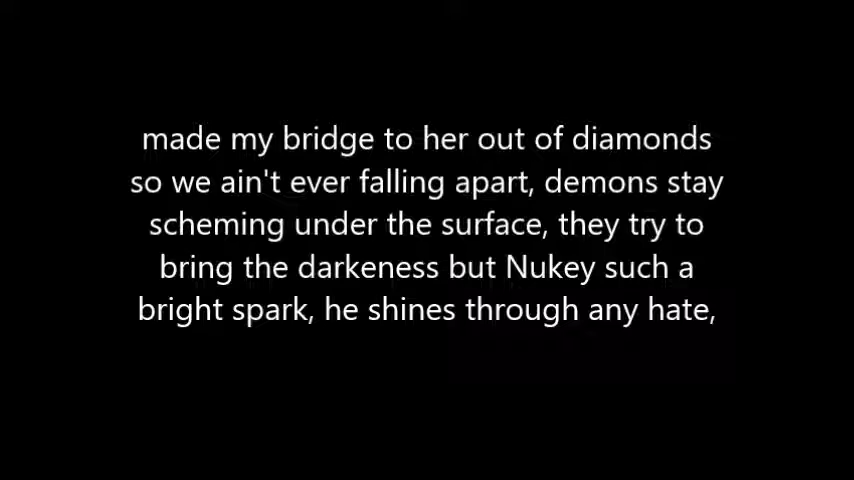 made my bridge to her out of diamonds
so we ain't ever falling apart, demons stay
scheming under the surface, they try to
bring the darkeness but Nukey such a
bright spark, he shines through any hate,